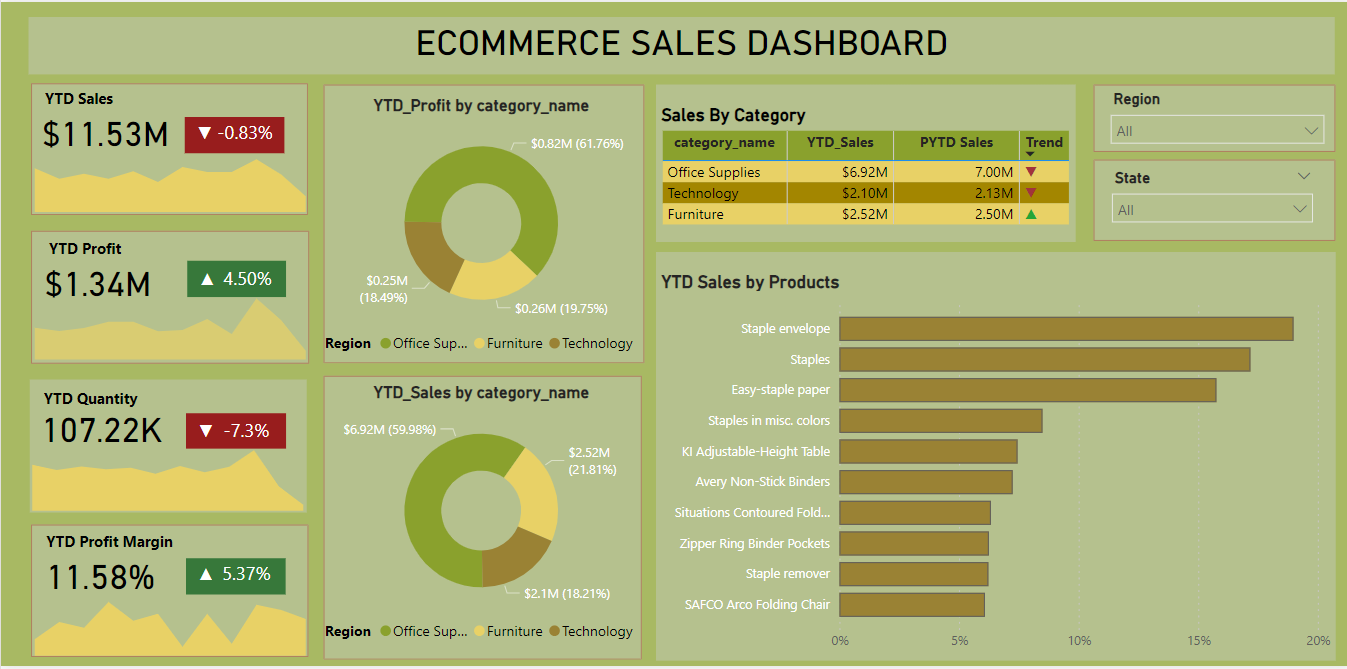 ECOMMERCE SALES DASHBOARD
YTD Sales
$11.53M ▼ -0.83%
YTD Profit
$1.34M ▲ 4.50%
YTD Quantity
107.22K ▼ -7.3%
YTD Profit Margin
11.58% ▲ 5.37%
YTD_Profit by category_name
$0.82M (61.76%)
$0.25M
(18.49%)
$0.26M (19.75%)
Region Office Sup... Furniture Technology
YTD_Sales by category_name
$6.92M (59.98%)
$2.52M
(21.81%)
$2.1M (18.21%)
Region Office Sup... Furniture Technology
Sales By Category
category_name YTD_Sales PYTD Sales Trend
Office Supplies $6.92M 7.00M ▼
Technology $2.10M 2.13M ▼
Furniture $2.52M 2.50M ▲
Region
All
State
All
YTD Sales by Products
Staple envelope
Staples
Easy-staple paper
Staples in misc. colors
KI Adjustable-Height Table
Avery Non-Stick Binders
Situations Contoured Fold...
Zipper Ring Binder Pockets
Staple remover
SAFCO Arco Folding Chair
0% 5% 10% 15% 20%